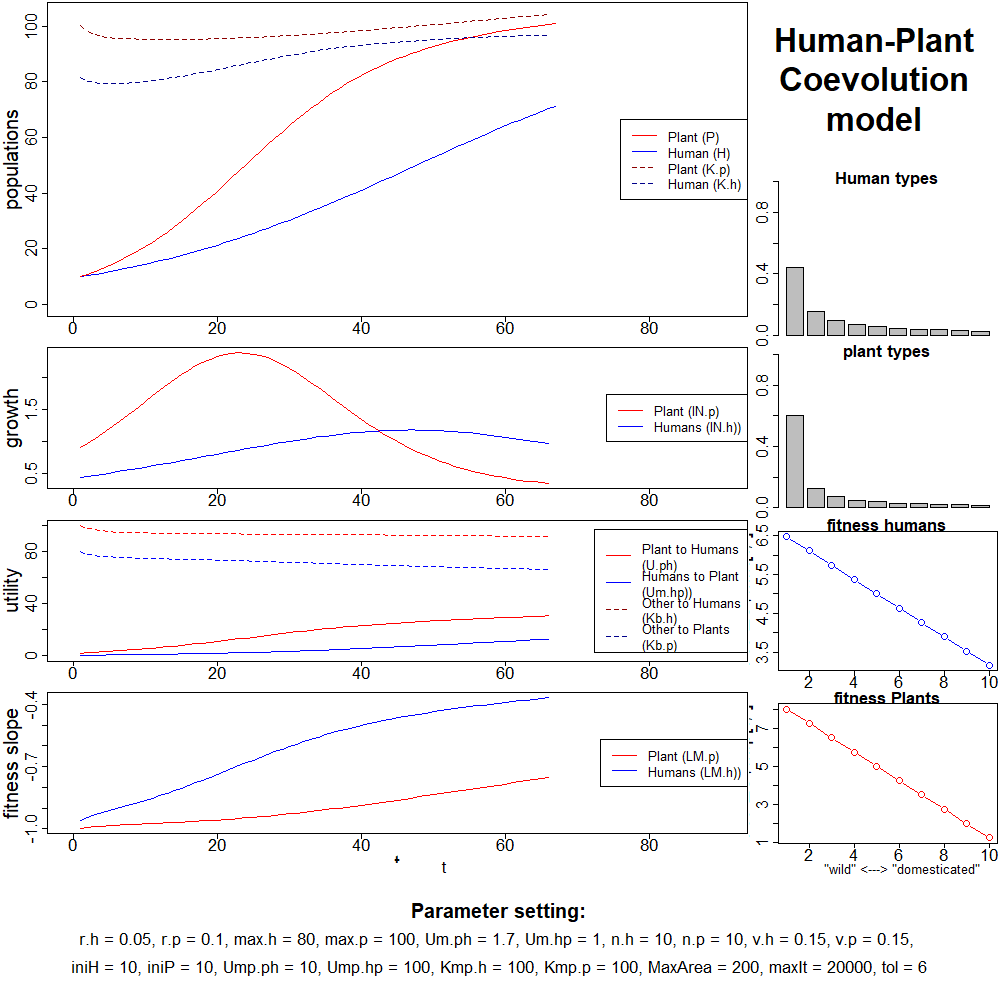 Human-Plant
Coevolution
model
populations
0 20 40 60 80 100
0 20 40 60 80
Plant (P)
Human (H)
Plant (K.p)
Human (K.h)
growth
0.5 1.5
0 20 40 60 80
Plant (IN.p)
Humans (IN.h))
utility
0 40 80
0 20 40 60 80
Plant to Humans
(U.ph)
Humans to Plant
(Um.hp))
Other to Humans
(Kb.h)
Other to Plants
(Kb.p)
fitness slope
-1.0 -0.7 -0.4
0 20 40 60 80
Plant (LM.p)
Humans (LM.h))
t
Human types
0.0 0.4 0.8
plant types
0.0 0.4 0.8
fitness humans
3.5 4.5 5.5 6.5
2 4 6 8 10
fitness Plants
1 3 5 7
2 4 6 8 10
"wild" <---> "domesticated"
Parameter setting:
r.h = 0.05, r.p = 0.1, max.h = 80, max.p = 100, Um.ph = 1.7, Um.hp = 1, n.h = 10, n.p = 10, v.h = 0.15, v.p = 0.15,
iniH = 10, iniP = 10, Ump.ph = 10, Ump.hp = 100, Kmp.h = 100, Kmp.p = 100, MaxArea = 200, maxIt = 20000, tol = 6